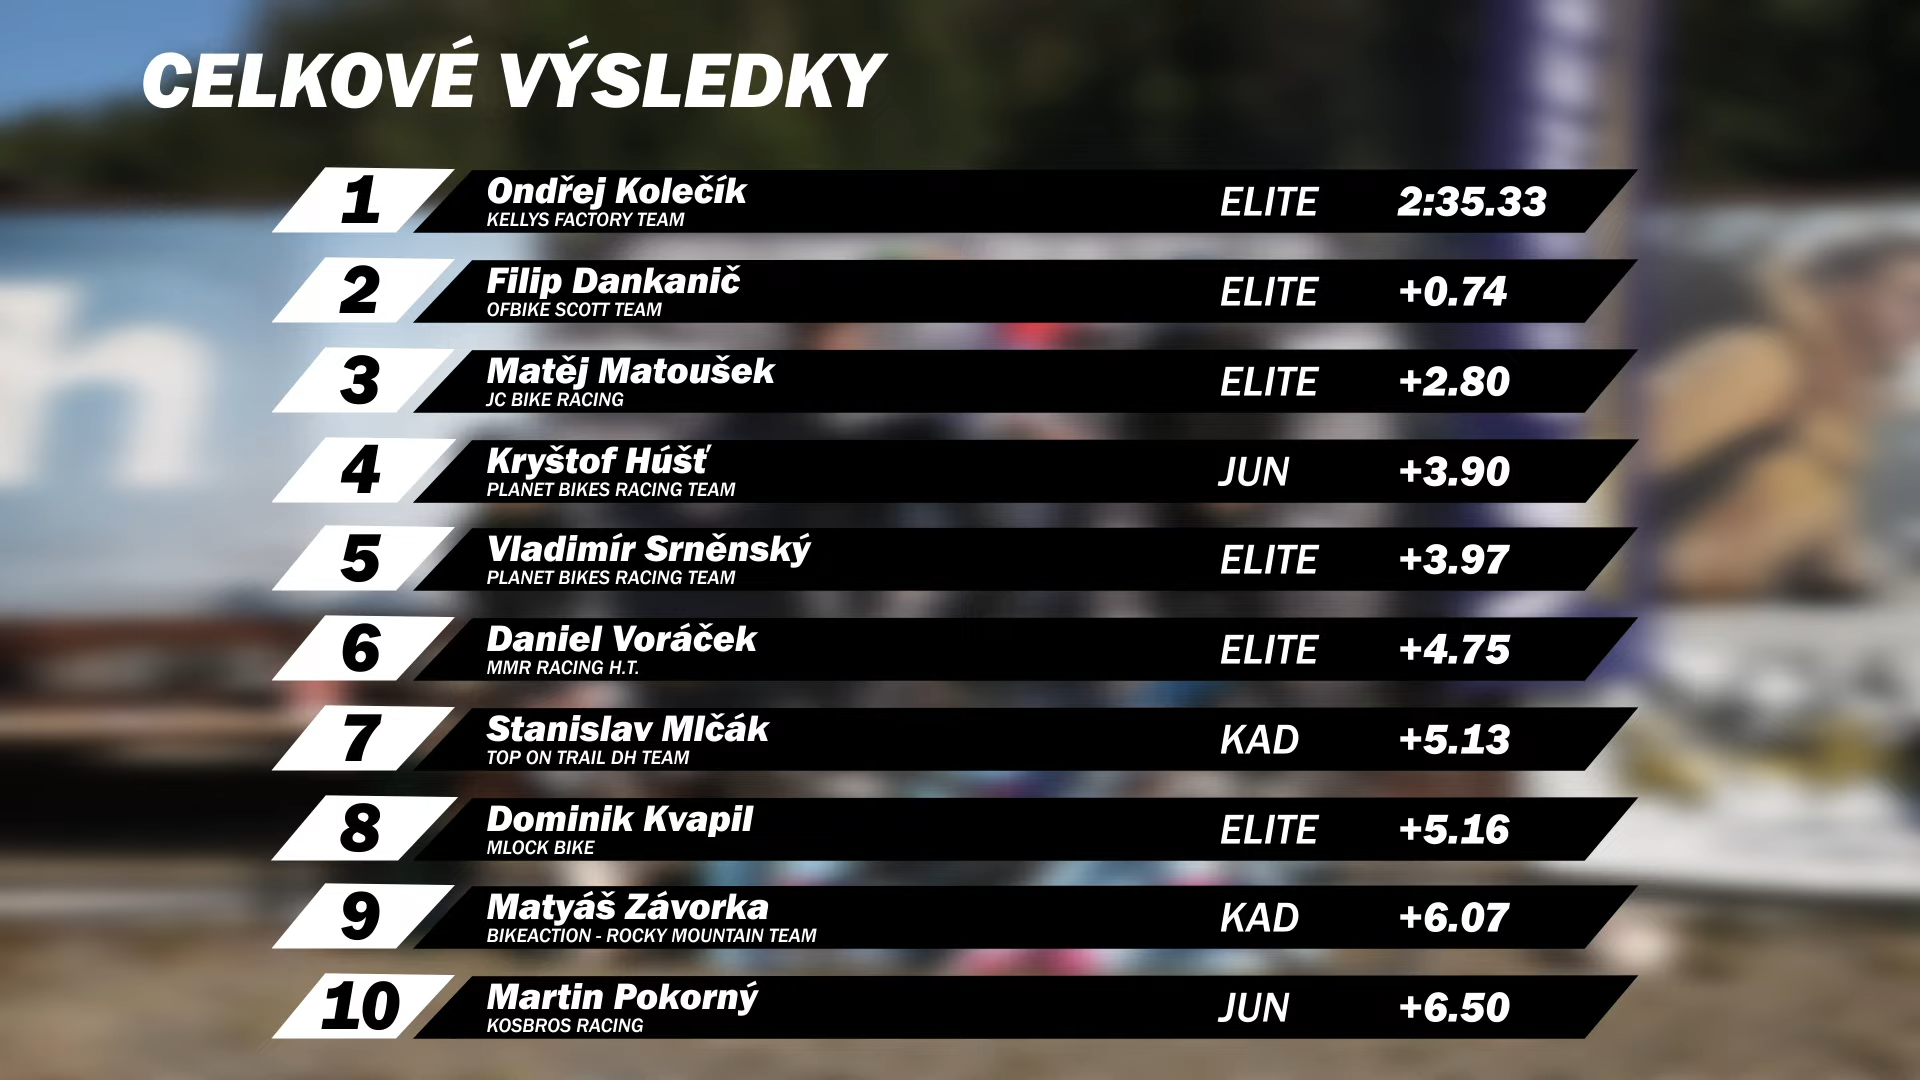 CELKOVÉ VÝSLEDKY
1 Ondřej Kolečík ELITE 2:35.33
KELLYS FACTORY TEAM
2 Filip Dankanič ELITE +0.74
OFBIKE SCOTT TEAM
3 Matěj Matoušek ELITE +2.80
JC BIKE RACING
4 Kryštof Húšť JUN +3.90
PLANET BIKES RACING TEAM
5 Vladimír Srněnský ELITE +3.97
PLANET BIKES RACING TEAM
6 Daniel Voráček ELITE +4.75
MMR RACING H.T.
7 Stanislav Mlčák KAD +5.13
TOP ON TRAIL DH TEAM
8 Dominik Kvapil ELITE +5.16
MLOCK BIKE
9 Matyáš Závorka KAD +6.07
BIKEACTION - ROCKY MOUNTAIN TEAM
10 Martin Pokorný JUN +6.50
KOSBROS RACING